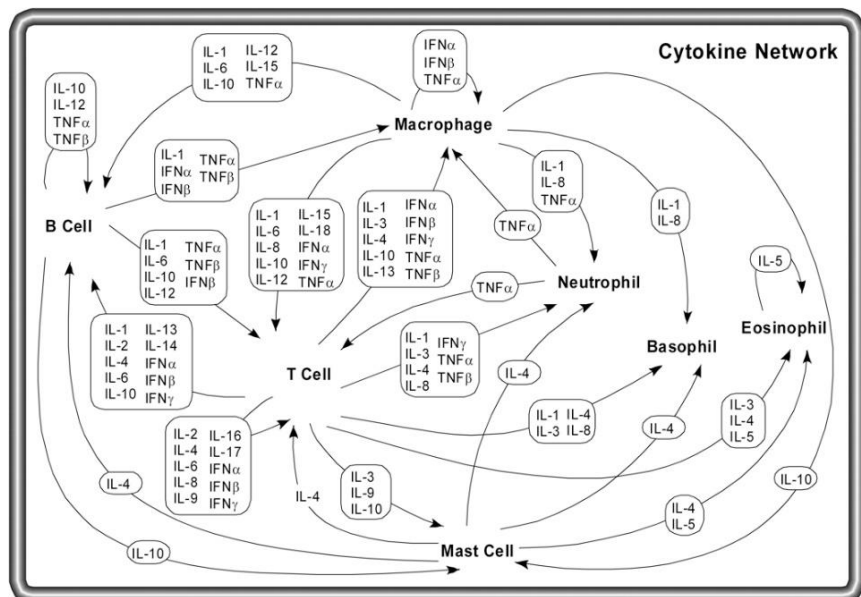 Cytokine Network
IFNα
IFNβ
TNFα
IL-1 IL-12
IL-6 IL-15
IL-10 TNFα
IL-10
IL-12
TNFα
TNFβ
Macrophage
IL-1 TNFα
IFNα TNFβ
IFNβ
IL-1
IL-8
TNFα
IL-1
IL-8
B Cell
IL-1 IL-15
IL-6 IL-18
IL-8 IFNα
IL-10 IFNγ
IL-12 TNFα
IL-1 IFNα
IL-3 IFNβ
IL-4 IFNγ
IL-10 TNFα
IL-13 TNFβ
TNFα
IL-1 TNFα
IL-6 TNFβ
IL-10 IFNβ
IL-12
IL-5
Neutrophil
TNFα
Eosinophil
IL-1 IL-13
IL-2 IL-14
IL-4 IFNα
IL-6 IFNβ
IL-10 IFNγ
T Cell
IL-1 IFNγ
IL-3 TNFα
IL-4 TNFβ
IL-8
Basophil
IL-4
IL-2 IL-16
IL-4 IL-17
IL-6 IFNα
IL-8 IFNβ
IL-9 IFNγ
IL-1 IL-4
IL-3 IL-8
IL-4
IL-3
IL-4
IL-5
IL-4
IL-4
IL-3
IL-9
IL-10
IL-10
IL-4
IL-5
IL-10
Mast Cell